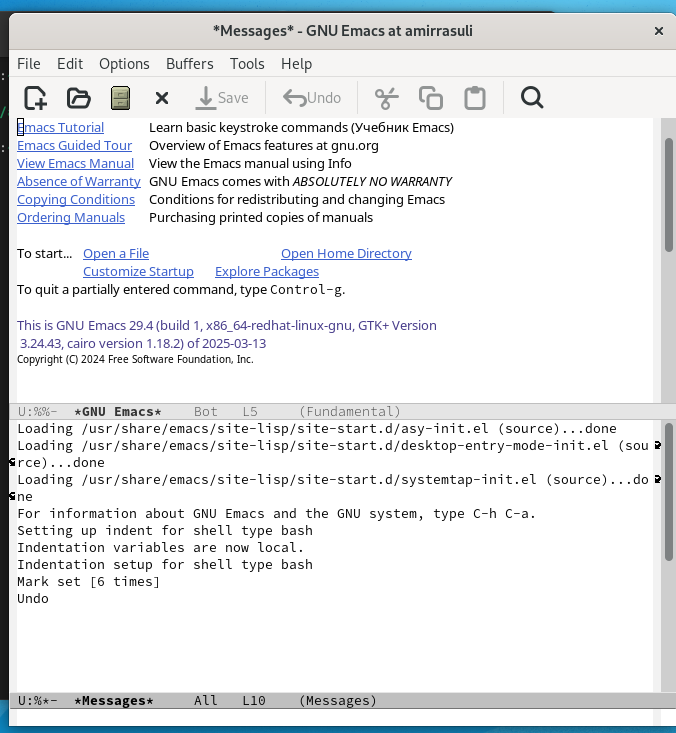 *Messages* - GNU Emacs at amirrasuli
File Edit Options Buffers Tools Help
Save Undo
Emacs Tutorial Learn basic keystroke commands (Учебник Emacs)
Emacs Guided Tour Overview of Emacs features at gnu.org
View Emacs Manual View the Emacs manual using Info
Absence of Warranty GNU Emacs comes with ABSOLUTELY NO WARRANTY
Copying Conditions Conditions for redistributing and changing Emacs
Ordering Manuals Purchasing printed copies of manuals
To start... Open a File Open Home Directory
Customize Startup Explore Packages
To quit a partially entered command, type Control-g.
This is GNU Emacs 29.4 (build 1, x86_64-redhat-linux-gnu, GTK+ Version
3.24.43, cairo version 1.18.2) of 2025-03-13
Copyright (C) 2024 Free Software Foundation, Inc.
U:%%- *GNU Emacs* Bot L5 (Fundamental)
Loading /usr/share/emacs/site-lisp/site-start.d/asy-init.el (source)...done
Loading /usr/share/emacs/site-lisp/site-start.d/desktop-entry-mode-init.el (sou
rce)...done
Loading /usr/share/emacs/site-lisp/site-start.d/systemtap-init.el (source)...do
ne
For information about GNU Emacs and the GNU system, type C-h C-a.
Setting up indent for shell type bash
Indentation variables are now local.
Indentation setup for shell type bash
Mark set [6 times]
Undo
U:%*- *Messages* All L10 (Messages)